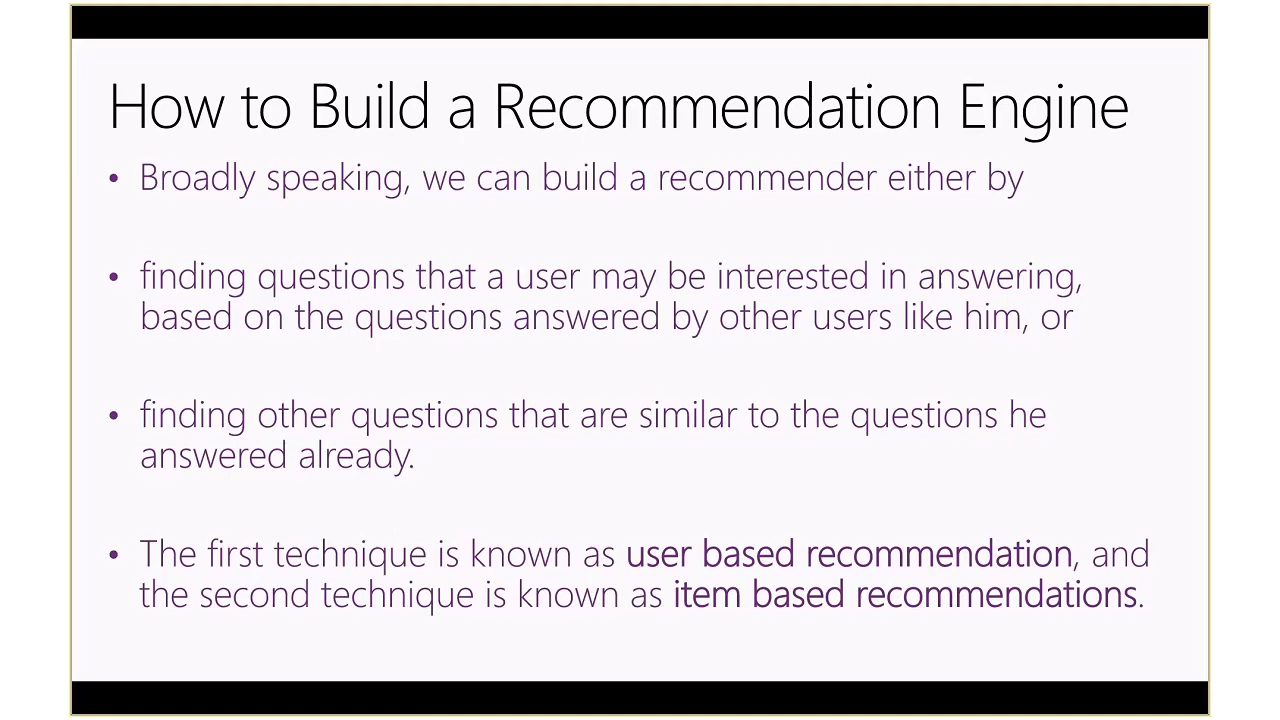 How to Build a Recommendation Engine
• Broadly speaking, we can build a recommender either by
• finding questions that a user may be interested in answering,
based on the questions answered by other users like him, or
• finding other questions that are similar to the questions he
answered already.
• The first technique is known as user based recommendation, and
the second technique is known as item based recommendations.